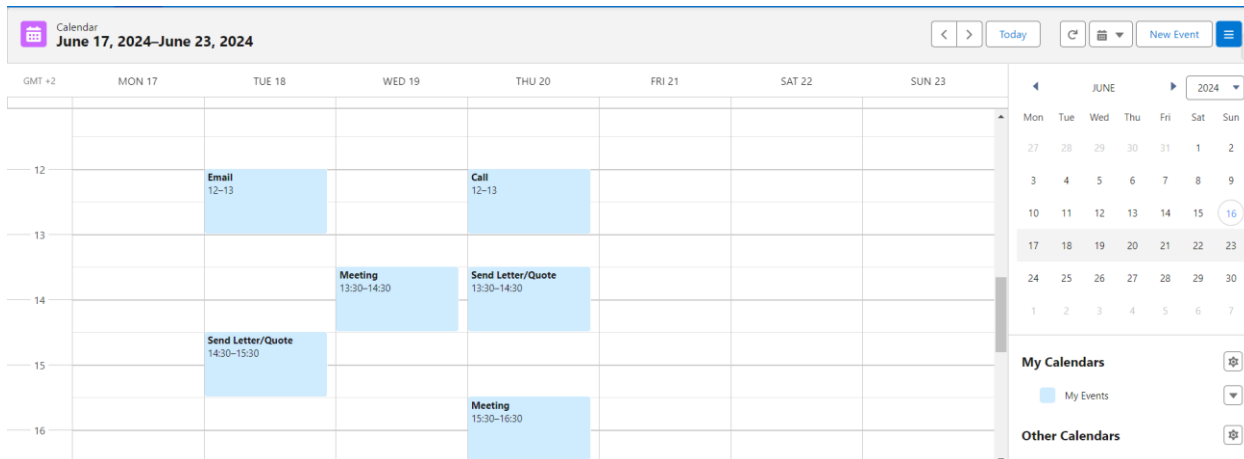 Calendar
June 17, 2024–June 23, 2024
Today
New Event
GMT +2 MON 17 TUE 18 WED 19 THU 20 FRI 21 SAT 22 SUN 23
12
Email
12–13
Call
12–13
13
Meeting
13:30–14:30
Send Letter/Quote
13:30–14:30
14
Send Letter/Quote
14:30–15:30
15
Meeting
15:30–16:30
16
JUNE 2024
Mon Tue Wed Thu Fri Sat Sun
27 28 29 30 31 1 2
3 4 5 6 7 8 9
10 11 12 13 14 15 16
17 18 19 20 21 22 23
24 25 26 27 28 29 30
1 2 3 4 5 6 7
My Calendars
My Events
Other Calendars